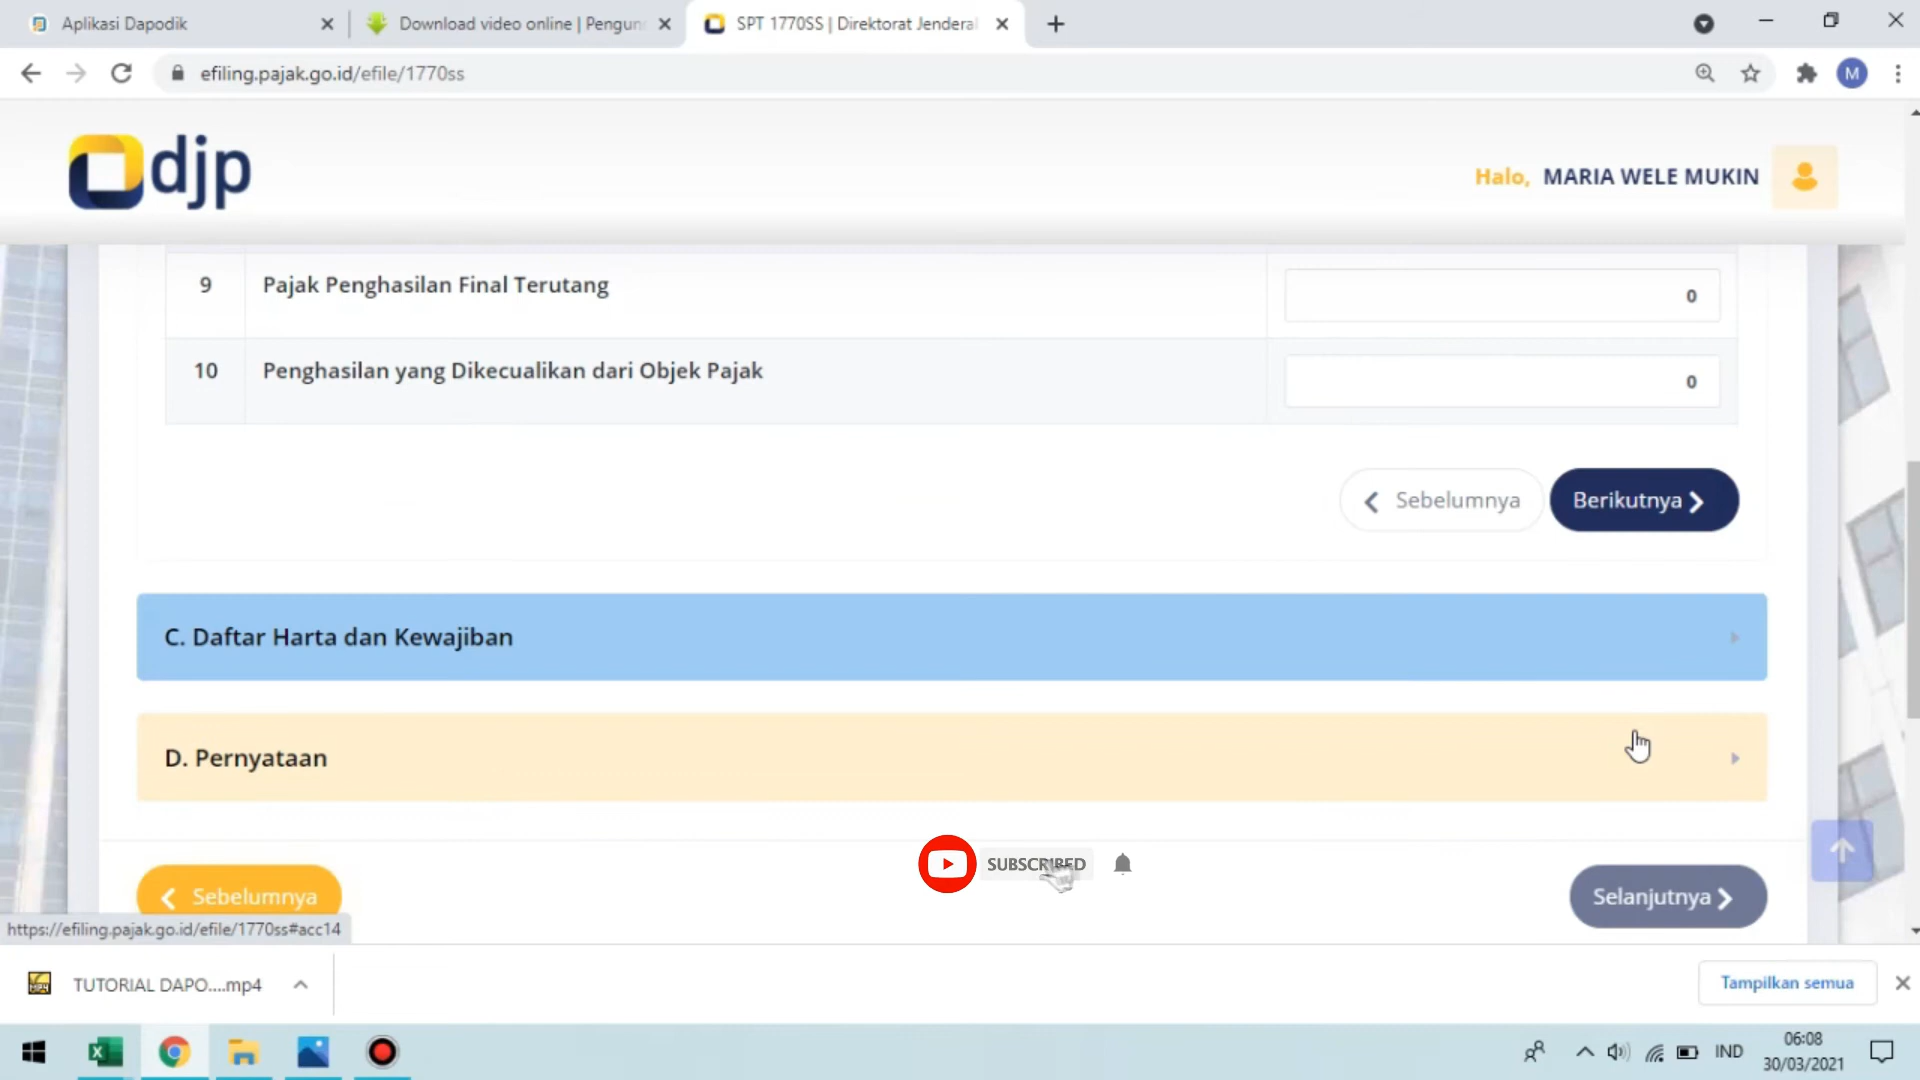 Aplikasi Dapodik
Download video online | Pengun
SPT 1770SS | Direktorat Jendera
efiling.pajak.go.id/efile/1770ss
M
djp
Halo, MARIA WELE MUKIN
9 Pajak Penghasilan Final Terutang 0
10 Penghasilan yang Dikecualikan dari Objek Pajak 0
Sebelumnya Berikutnya
C. Daftar Harta dan Kewajiban
D. Pernyataan
SUBSCRIBED
Sebelumnya Selanjutnya
https://efiling.pajak.go.id/efile/1770ss#acc14
TUTORIAL DAPO....mp4
Tampilkan semua
IND
06:08
30/03/2021